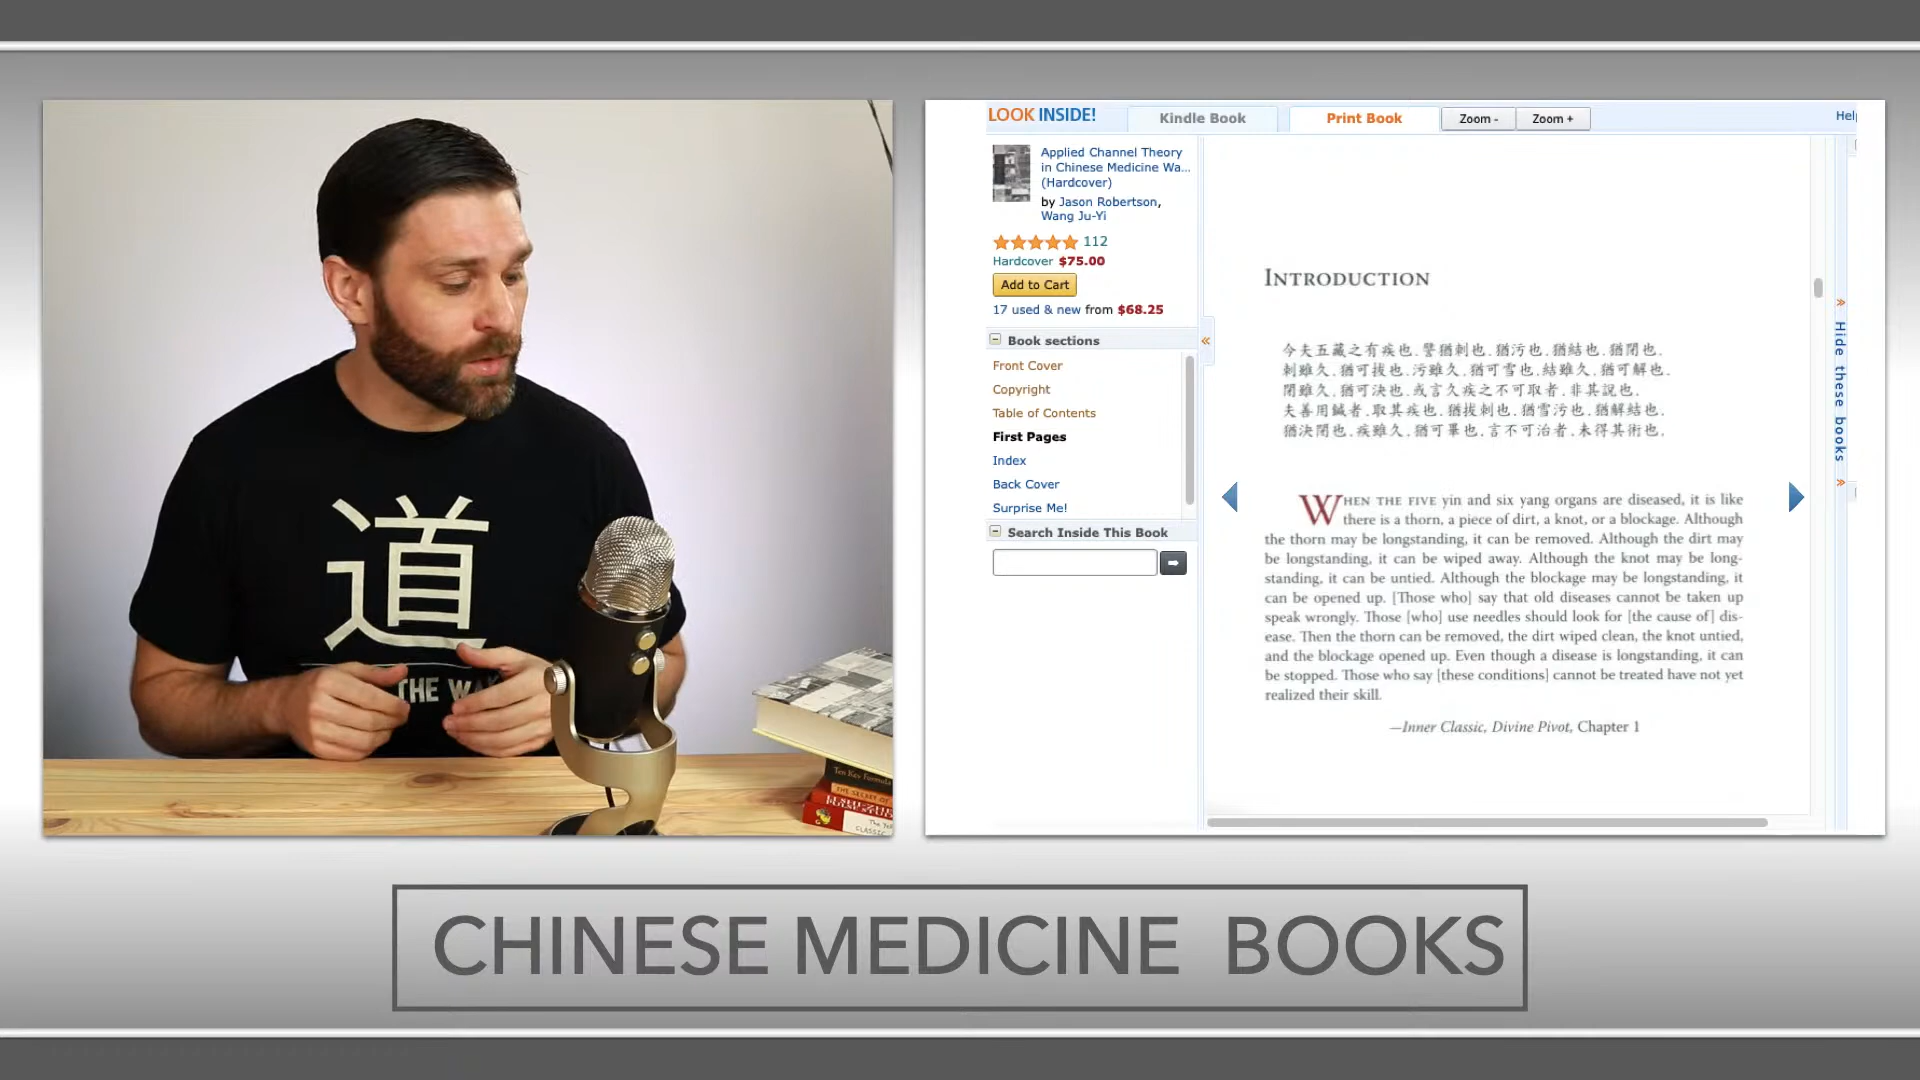 道
THE WAY
Ten Key Formula
THE SECRET OF
PULSE
CLASSIC
LOOK INSIDE!
Kindle Book
Print Book
Zoom -
Zoom +
Applied Channel Theory
in Chinese Medicine Wa...
(Hardcover)
by Jason Robertson,
Wang Ju-Yi
112
Hardcover $75.00
Add to Cart
17 used & new from $68.25
Book sections
Front Cover
Copyright
Table of Contents
First Pages
Index
Back Cover
Surprise Me!
Search Inside This Book
INTRODUCTION
今夫五藏之有疾也.譬猶刺也.猶污也.猶結也.猶閉也.
刺雖久.猶可拔也.污雖久.猶可雪也.結雖久.猶可解也.
閉雖久.猶可決也.或言久疾之不可取者.非其說也.
夫善用鍼者.取其疾也.猶拔刺也.猶雪污也.猶解結也.
猶決閉也.疾雖久.猶可畢也.言不可治者.未得其術也.
WHEN THE FIVE yin and six yang organs are diseased, it is like
there is a thorn, a piece of dirt, a knot, or a blockage. Although
the thorn may be longstanding, it can be removed. Although the dirt may
be longstanding, it can be wiped away. Although the knot may be long-
standing, it can be untied. Although the blockage may be longstanding, it
can be opened up. [Those who] say that old diseases cannot be taken up
speak wrongly. Those [who] use needles should look for [the cause of] dis-
ease. Then the thorn can be removed, the dirt wiped clean, the knot untied,
and the blockage opened up. Even though a disease is longstanding, it can
be stopped. Those who say [these conditions] cannot be treated have not yet
realized their skill.
—Inner Classic, Divine Pivot, Chapter 1
Hide these books
CHINESE MEDICINE BOOKS